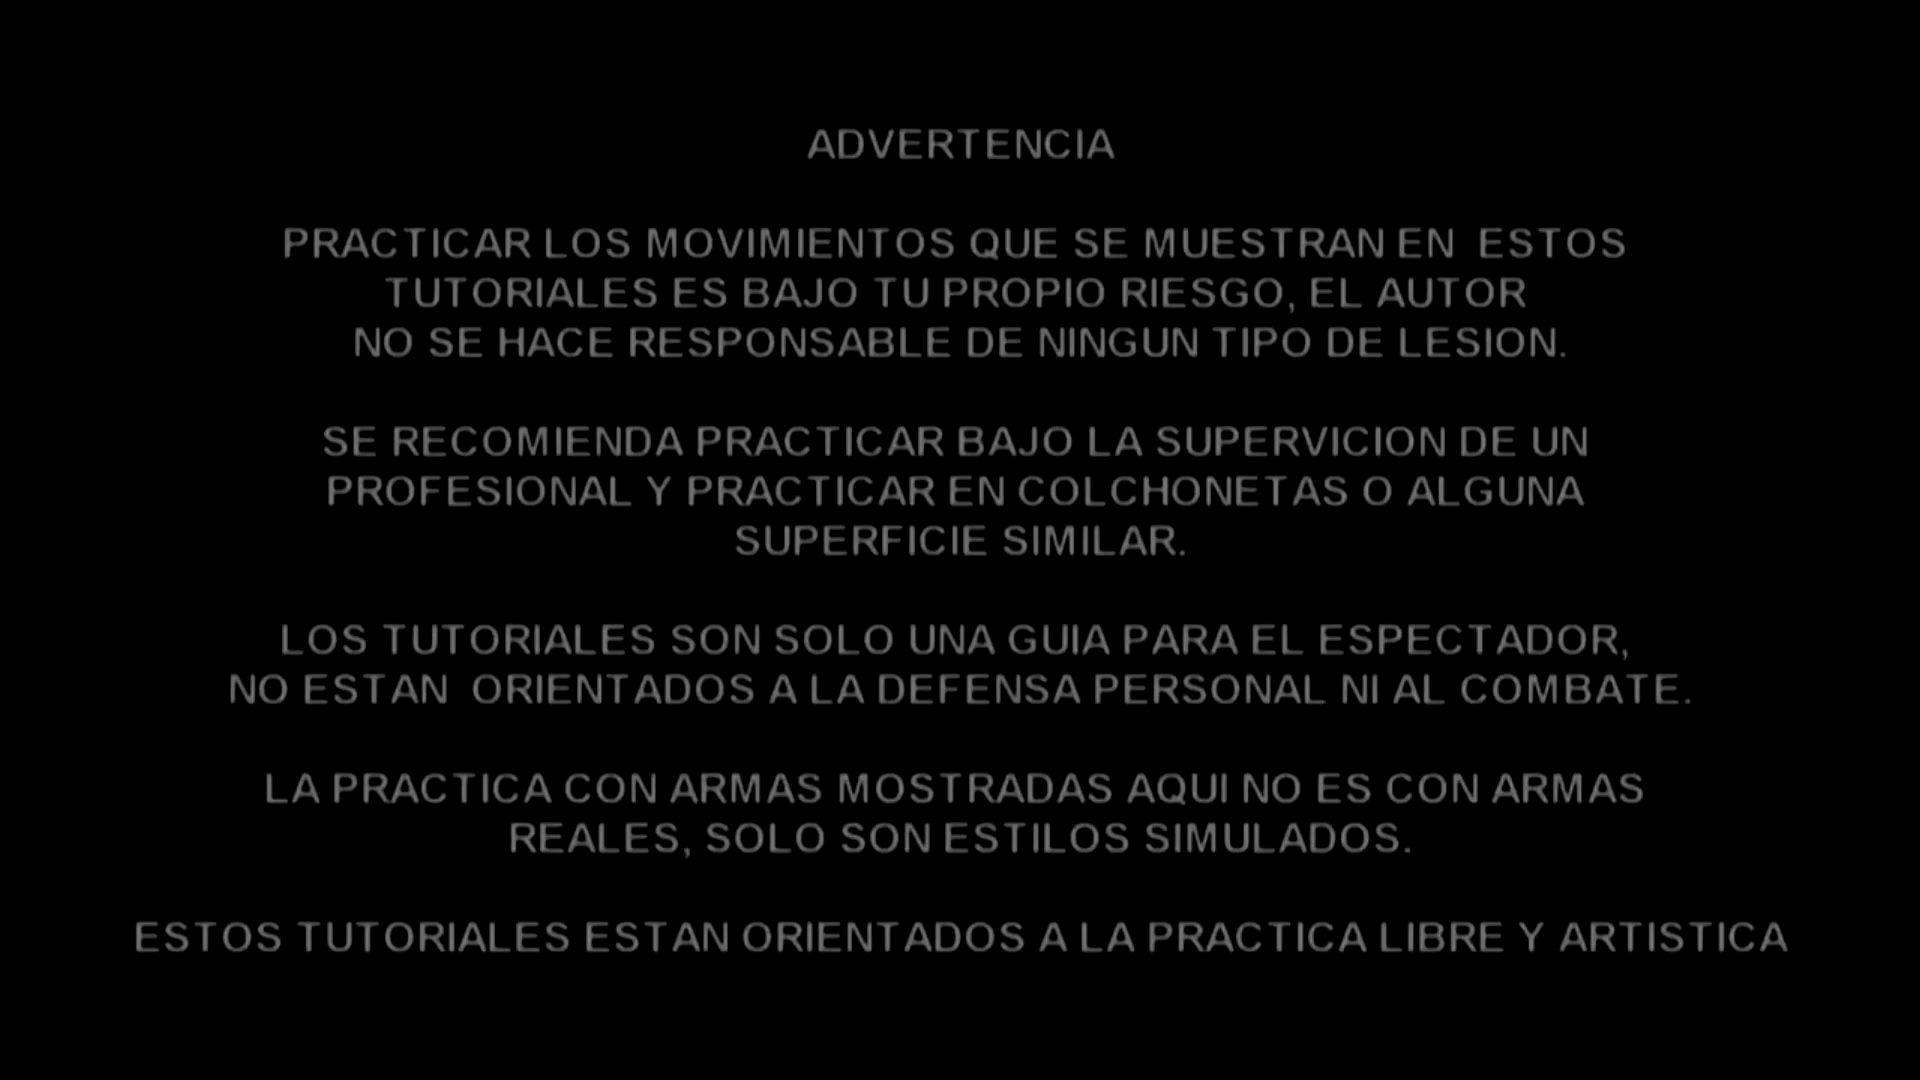 ADVERTENCIA
PRACTICAR LOS MOVIMIENTOS QUE SE MUESTRAN EN ESTOS
TUTORIALES ES BAJO TU PROPIO RIESGO, EL AUTOR
NO SE HACE RESPONSABLE DE NINGUN TIPO DE LESION.
SE RECOMIENDA PRACTICAR BAJO LA SUPERVICION DE UN
PROFESIONAL Y PRACTICAR EN COLCHONETAS O ALGUNA
SUPERFICIE SIMILAR.
LOS TUTORIALES SON SOLO UNA GUIA PARA EL ESPECTADOR,
NO ESTAN ORIENTADOS A LA DEFENSA PERSONAL NI AL COMBATE.
LA PRACTICA CON ARMAS MOSTRADAS AQUI NO ES CON ARMAS
REALES, SOLO SON ESTILOS SIMULADOS.
ESTOS TUTORIALES ESTAN ORIENTADOS A LA PRACTICA LIBRE Y ARTISTICA